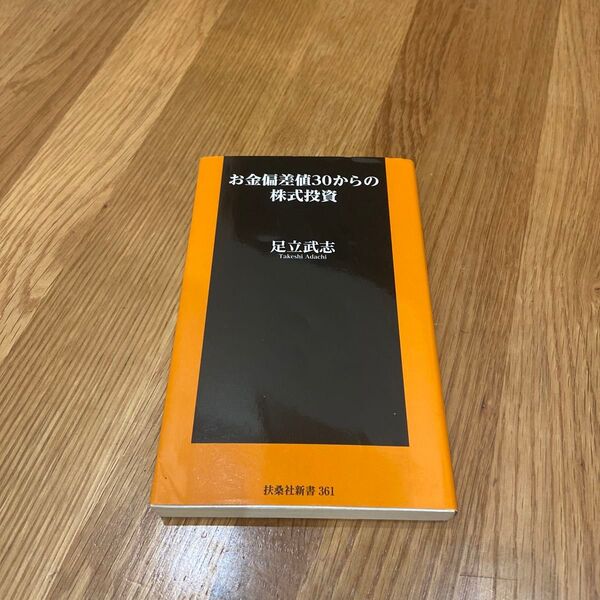 お金偏差値30からの
株式投資
足立武志
Takeshi Adachi
扶桑社新書 361